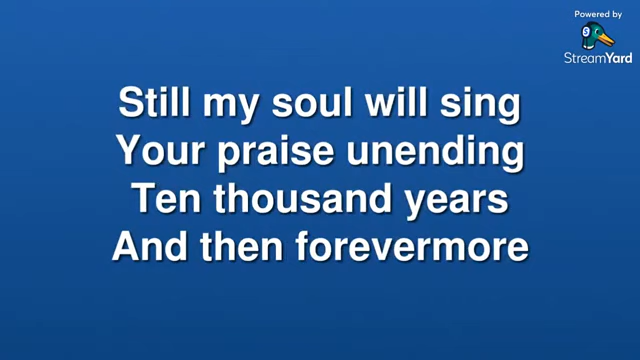 Powered by
StreamYard
Still my soul will sing
Your praise unending
Ten thousand years
And then forevermore